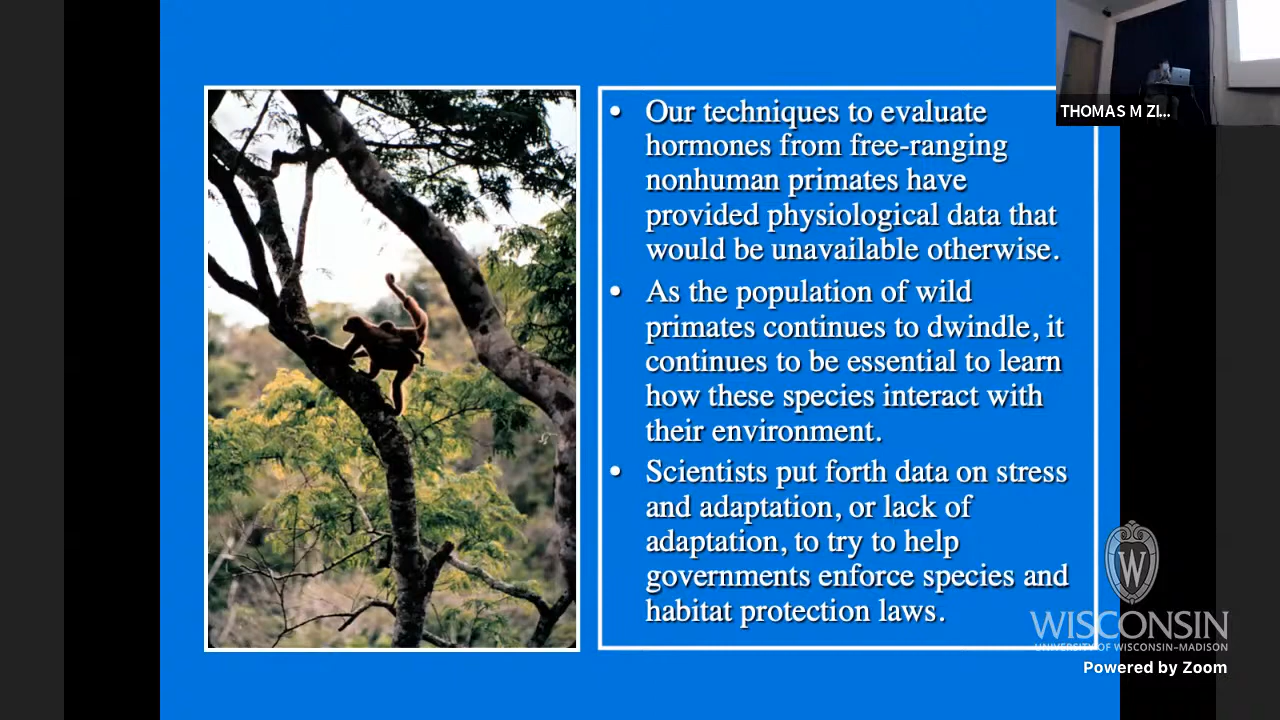 THOMAS M ZI...
• Our techniques to evaluate
hormones from free-ranging
nonhuman primates have
provided physiological data that
would be unavailable otherwise.
• As the population of wild
primates continues to dwindle, it
continues to be essential to learn
how these species interact with
their environment.
• Scientists put forth data on stress
and adaptation, or lack of
adaptation, to try to help
governments enforce species and
habitat protection laws.
W
WISCONSIN
UNIVERSITY OF WISCONSIN–MADISON
Powered by Zoom